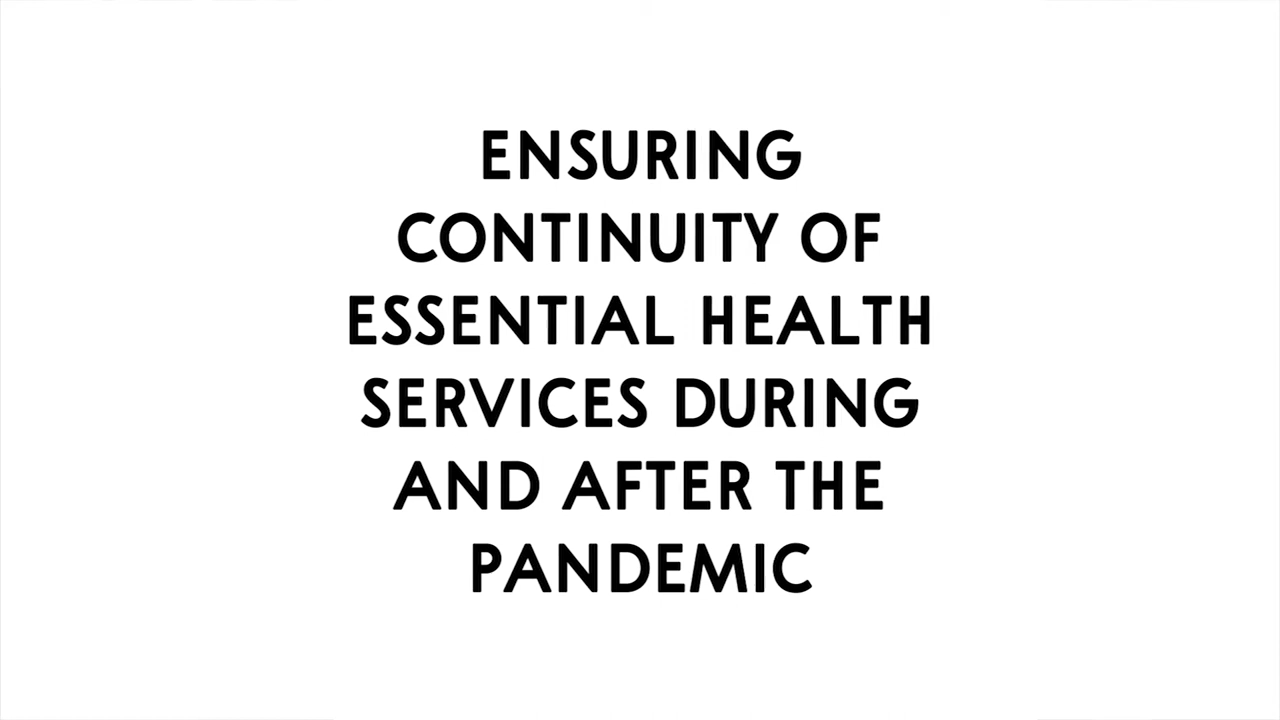 ENSURING
CONTINUITY OF
ESSENTIAL HEALTH
SERVICES DURING
AND AFTER THE
PANDEMIC